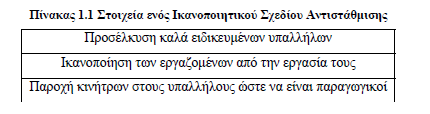 Πίνακας 1.1 Στοιχεία ενός Ικανοποιητικού Σχεδίου Αντιστάθμισης
Προσέλκυση καλά ειδικευμένων υπαλλήλων
Ικανοποίηση των εργαζομένων από την εργασία τους
Παροχή κινήτρων στους υπαλλήλους ώστε να είναι παραγωγικοί